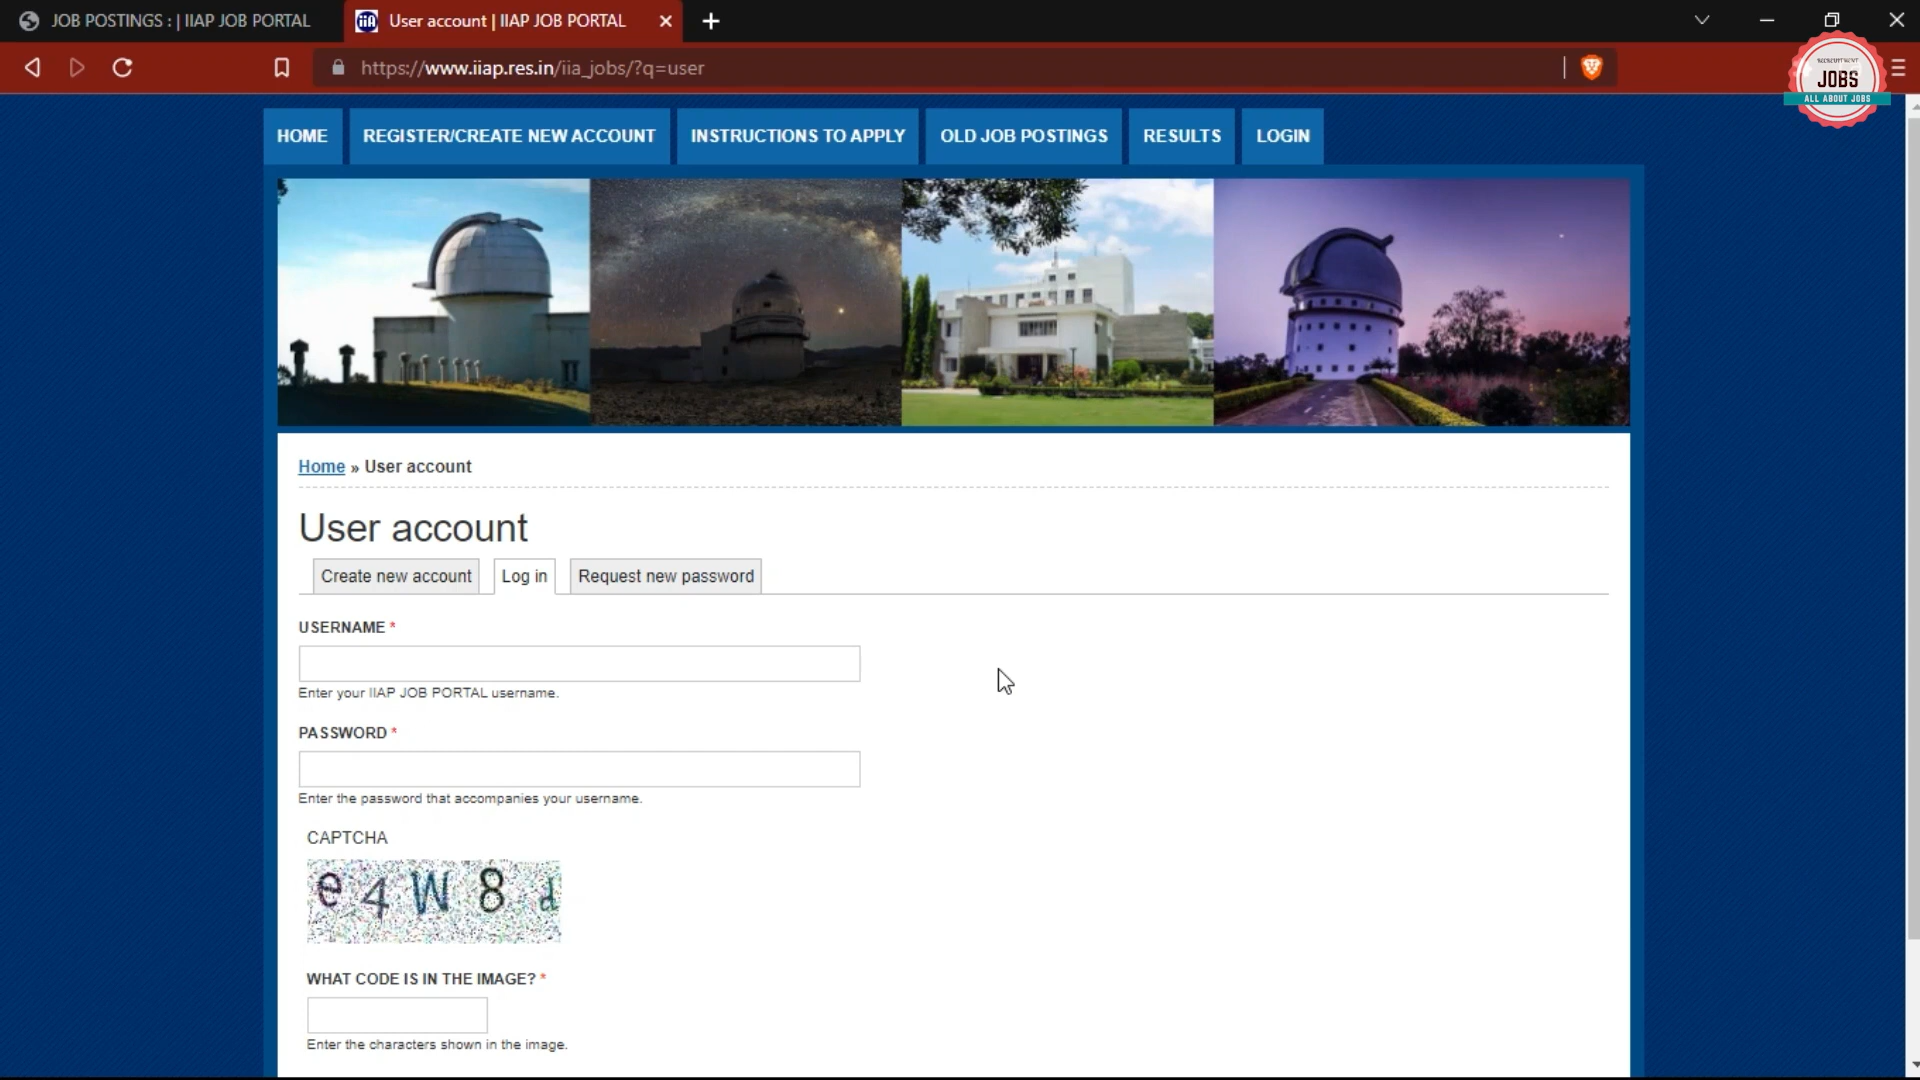 JOB POSTINGS : | IIAP JOB PORTAL
User account | IIAP JOB PORTAL
https://www.iiap.res.in/iia_jobs/?q=user
RECRUITMENT
JOBS
ALL ABOUT JOBS
HOME
REGISTER/CREATE NEW ACCOUNT
INSTRUCTIONS TO APPLY
OLD JOB POSTINGS
RESULTS
LOGIN
Home » User account
User account
Create new account
Log in
Request new password
USERNAME *
Enter your IIAP JOB PORTAL username.
PASSWORD *
Enter the password that accompanies your username.
CAPTCHA
e4W8d
WHAT CODE IS IN THE IMAGE? *
Enter the characters shown in the image.